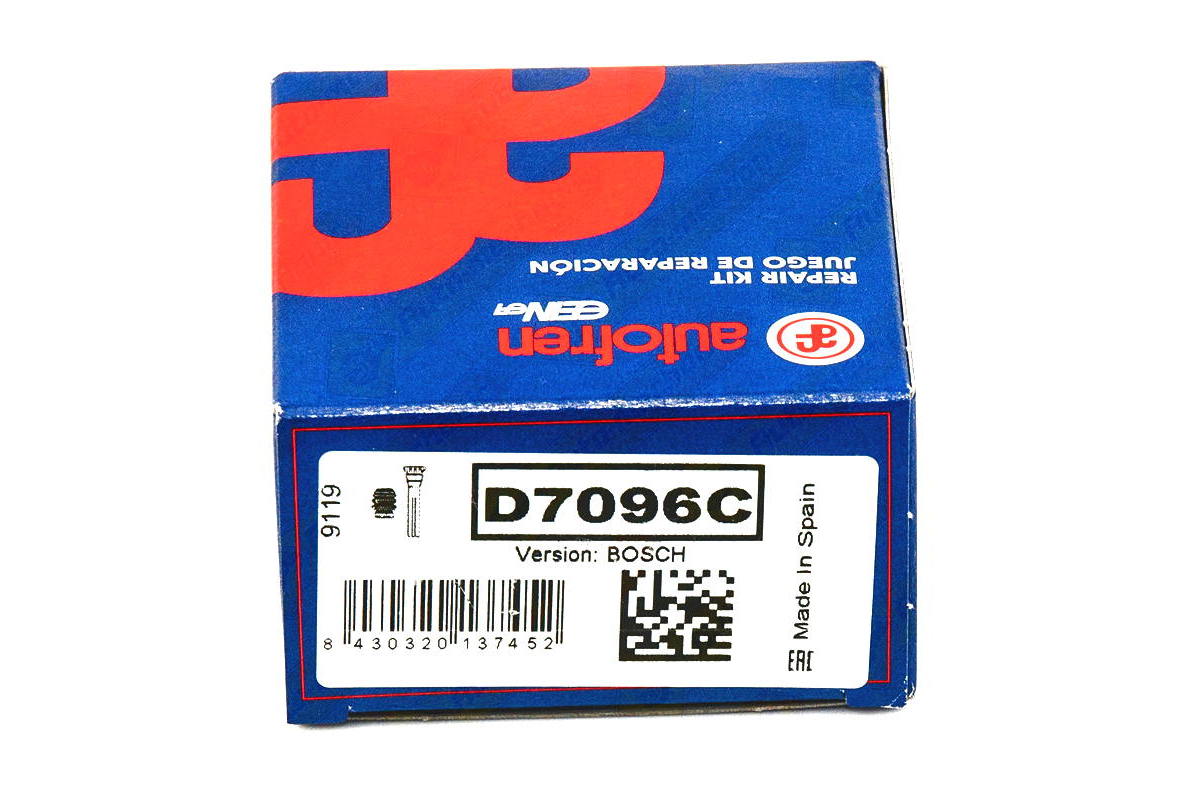 autofren
SEINSA
REPAIR KIT
JUEGO DE REPARACIÓN
9119
D7096C
Version: BOSCH
8 430320 137452
Made In Spain
EAC